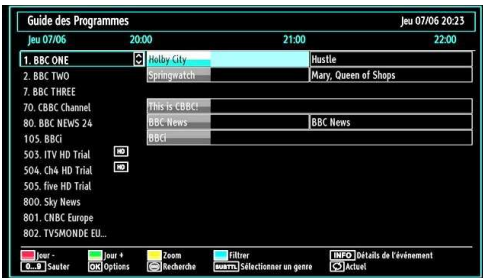 Guide des Programmes Jeu 07/06 20:23
Jeu 07/06 20:00 21:00 22:00
1. BBC ONE Holby City Hustle
2. BBC TWO Springwatch Mary, Queen of Shops
7. BBC THREE
70. CBBC Channel This is CBBC!
80. BBC NEWS 24 BBC News BBC News
105. BBCi BBCi
503. ITV HD Trial HD
504. Ch4 HD Trial HD
505. five HD Trial
800. Sky News
801. CNBC Europe
802. TV5MONDE EU...
Jour - Jour + Zoom Filtrer INFO Détails de l'événement
0...9 Sauter OK Options Recherche SUBTTL Sélectionner un genre Actuel